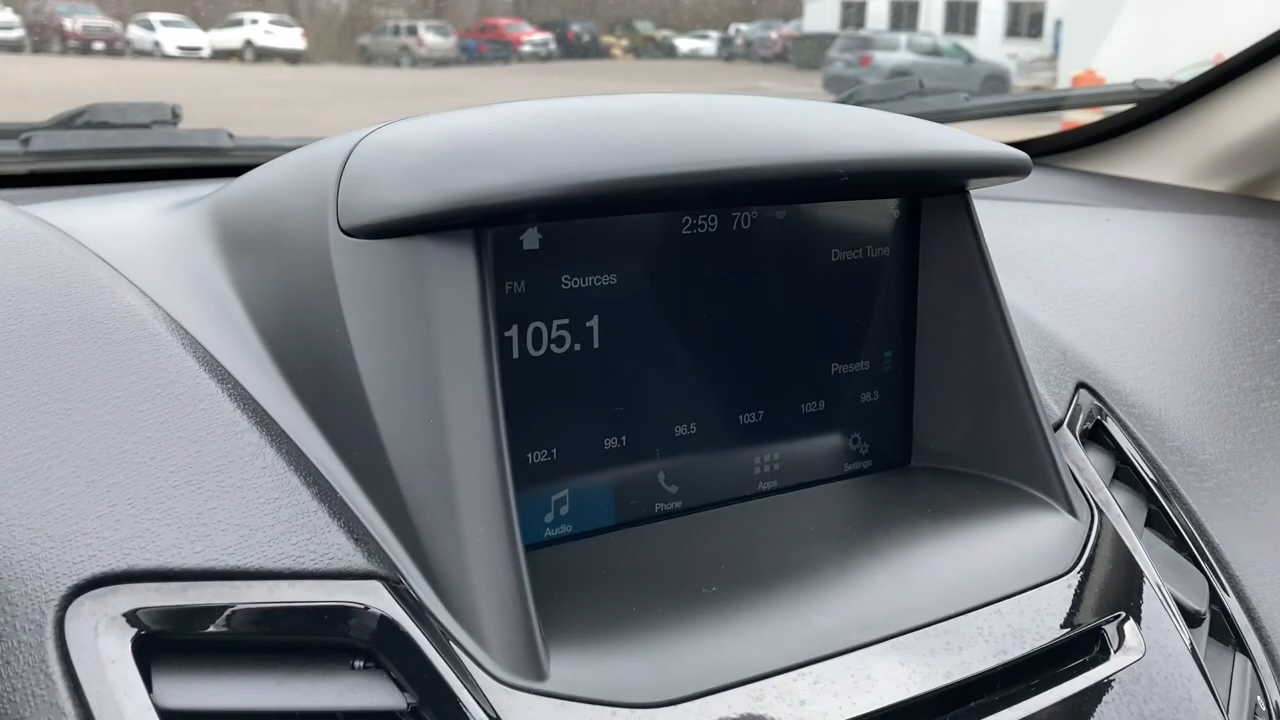 2:59 70°
Direct Tune
FM Sources
105.1
Presets
102.1 99.1 96.5 103.7 102.9 98.3
Audio Phone Apps Settings